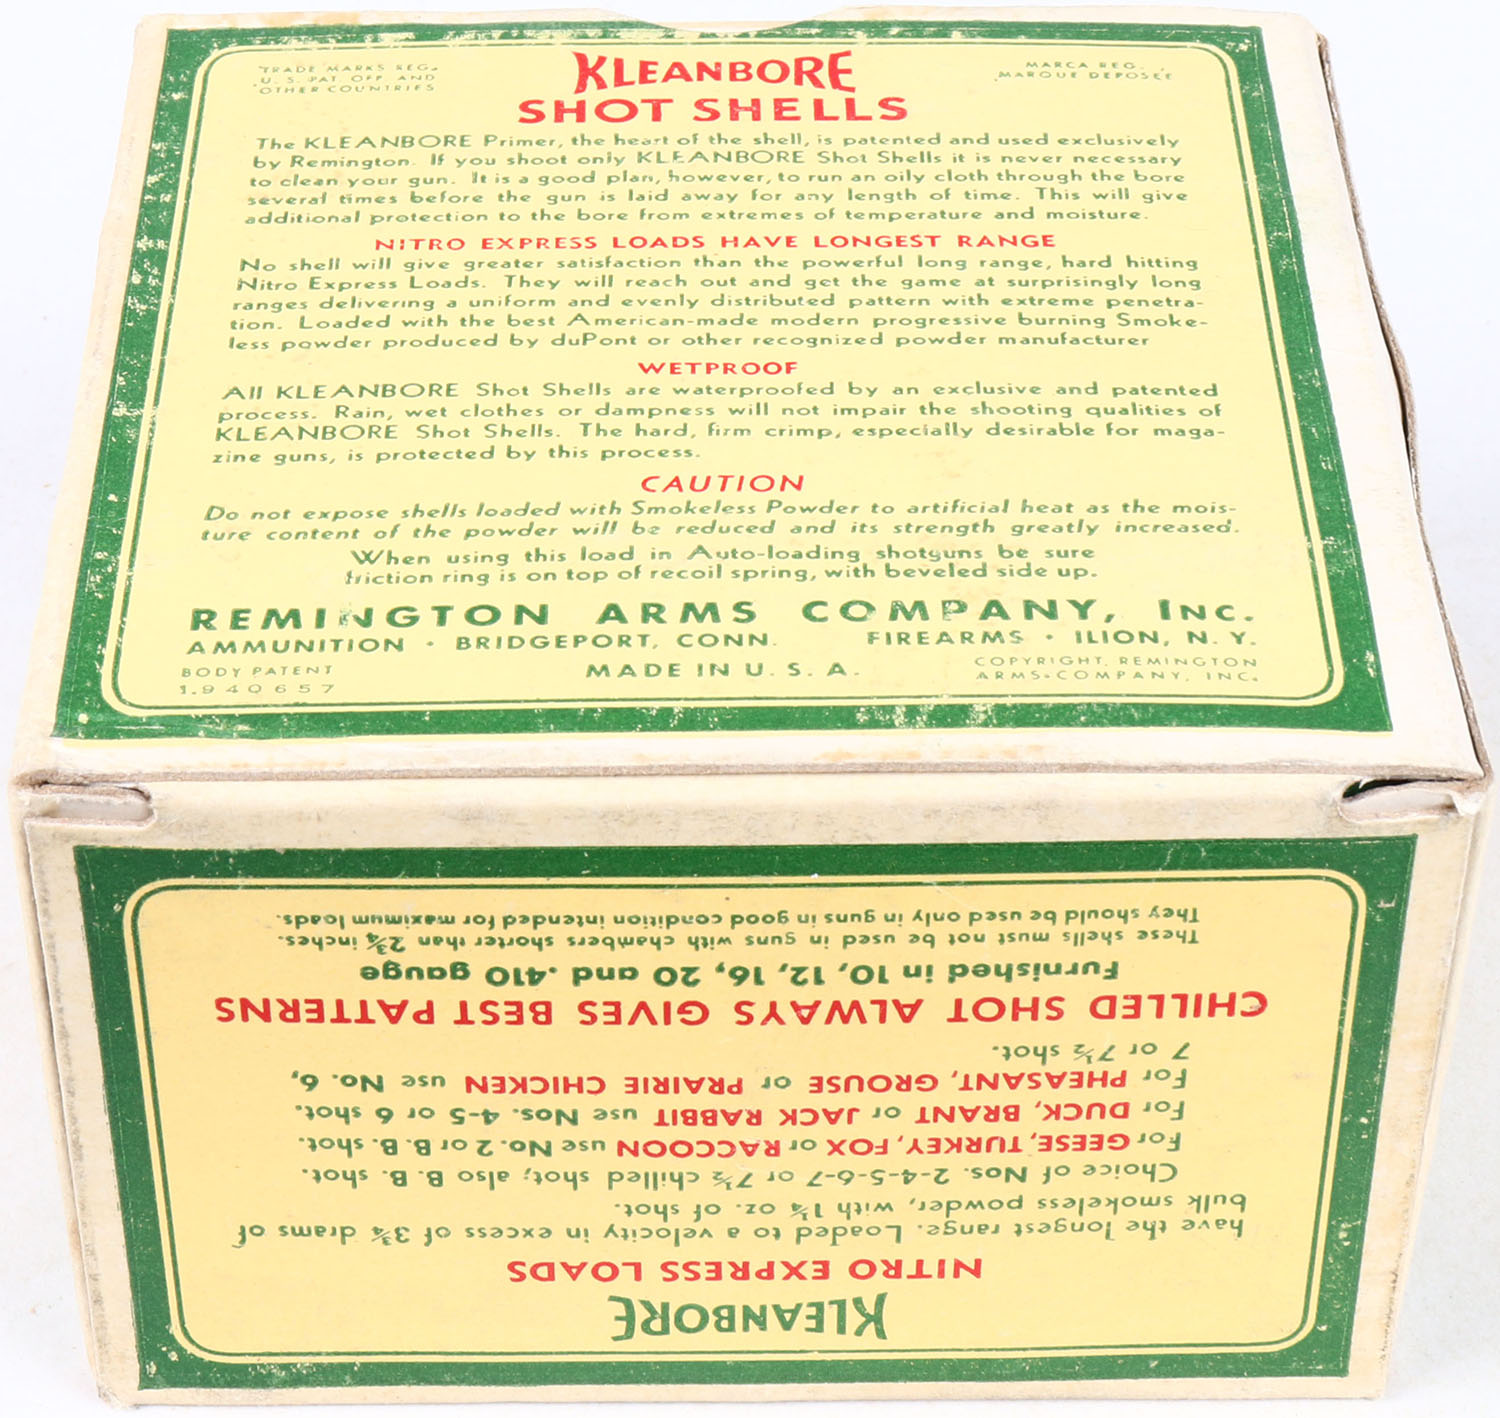 TRADE MARKS REG.
U. S. PAT. OFF. AND
OTHER COUNTRIES
MARCA REG.
MARQUE DEPOSÉE
KLEANBORE
SHOT SHELLS
The KLEANBORE Primer, the heart of the shell, is patented and used exclusively
by Remington. If you shoot only KLEANBORE Shot Shells it is never necessary
to clean your gun. It is a good plan, however, to run an oily cloth through the bore
several times before the gun is laid away for any length of time. This will give
additional protection to the bore from extremes of temperature and moisture.
NITRO EXPRESS LOADS HAVE LONGEST RANGE
No shell will give greater satisfaction than the powerful long range, hard hitting
Nitro Express Loads. They will reach out and get the game at surprisingly long
ranges delivering a uniform and evenly distributed pattern with extreme penetra-
tion. Loaded with the best American-made modern progressive burning Smoke-
less powder produced by duPont or other recognized powder manufacturer
WETPROOF
All KLEANBORE Shot Shells are waterproofed by an exclusive and patented
process. Rain, wet clothes or dampness will not impair the shooting qualities of
KLEANBORE Shot Shells. The hard, firm crimp, especially desirable for maga-
zine guns, is protected by this process.
CAUTION
Do not expose shells loaded with Smokeless Powder to artificial heat as the mois-
ture content of the powder will be reduced and its strength greatly increased.
When using this load in Auto-loading shotguns be sure
friction ring is on top of recoil spring, with beveled side up.
REMINGTON ARMS COMPANY, INC.
AMMUNITION • BRIDGEPORT, CONN. FIREARMS • ILION, N. Y.
BODY PATENT
1,940657
MADE IN U. S. A.
COPYRIGHT, REMINGTON
ARMS COMPANY, INC.
KLEANBORE
NITRO EXPRESS LOADS
have the longest range. Loaded to a velocity in excess of 3¾ drams of
bulk smokeless powder, with 1¼ oz. of shot.
Choice of Nos. 2-4-5-6-7 or 7½ chilled shot; also B. B. shot.
For GEESE, TURKEY, FOX or RACCOON use No. 2 or B. B. shot.
For DUCK, BRANT or JACK RABBIT use Nos. 4-5 or 6 shot.
For PHEASANT, GROUSE or PRAIRIE CHICKEN use No. 6,
7 or 7½ shot.
CHILLED SHOT ALWAYS GIVES BEST PATTERNS
Furnished in 10, 12, 16, 20 and .410 gauge
These shells must not be used in guns with chambers shorter than 2¾ inches.
They should be used only in guns in good condition intended for maximum loads.